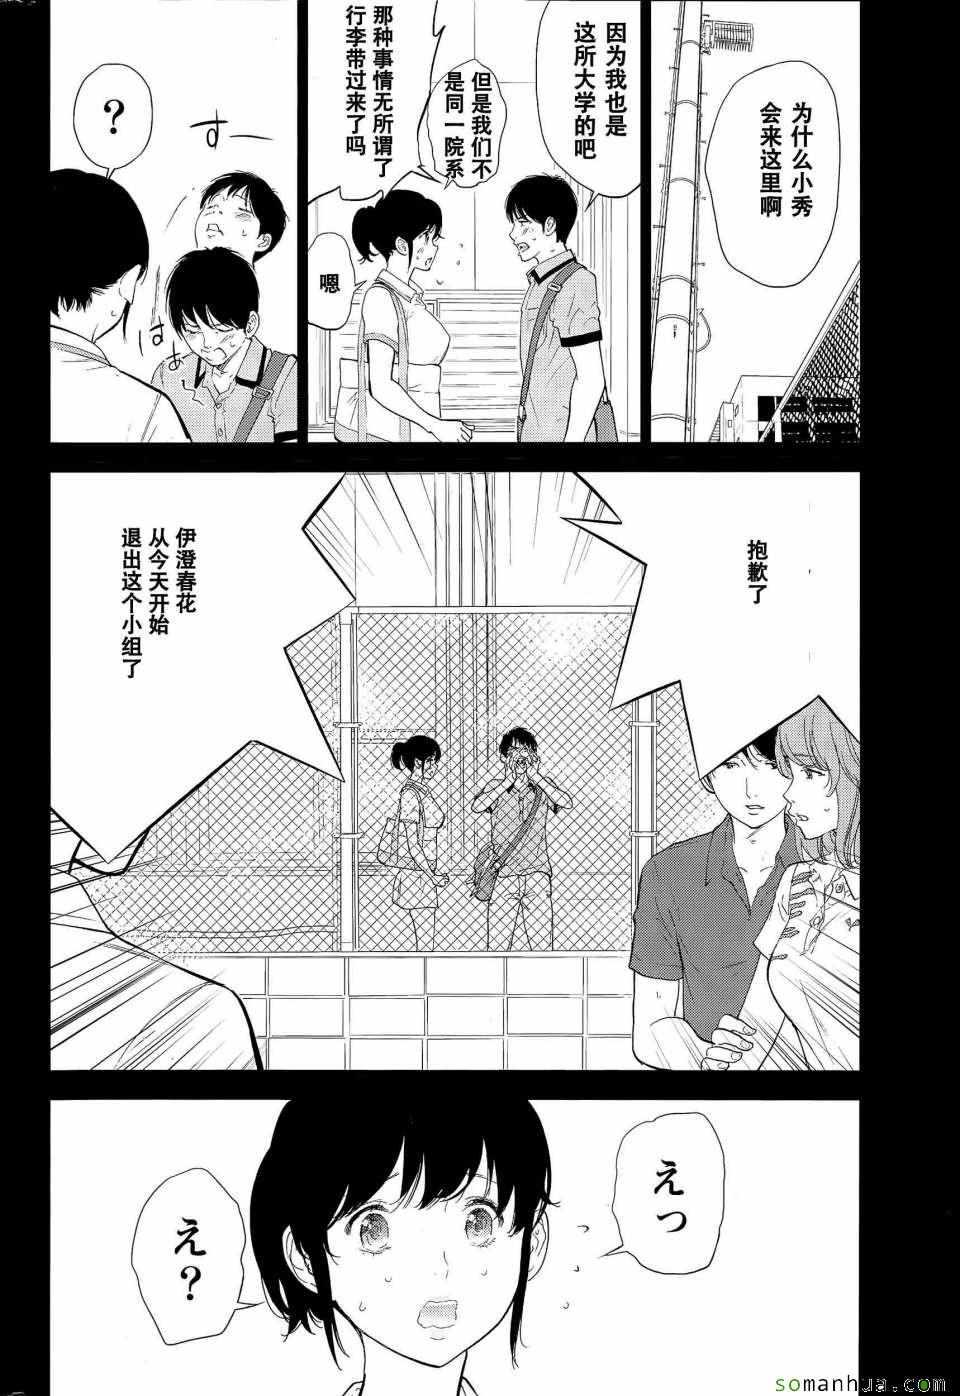 为什么小秀
会来这里啊
因为我也是
这所大学的吧
但是我们不
是同一院系
那种事情无所谓了
行李带过来了吗
嗯
すー
？
はぁ
はぁ〜
抱歉了
伊澄春花
从今天开始
退出这个小组了
えっ
え？
somanhua.com